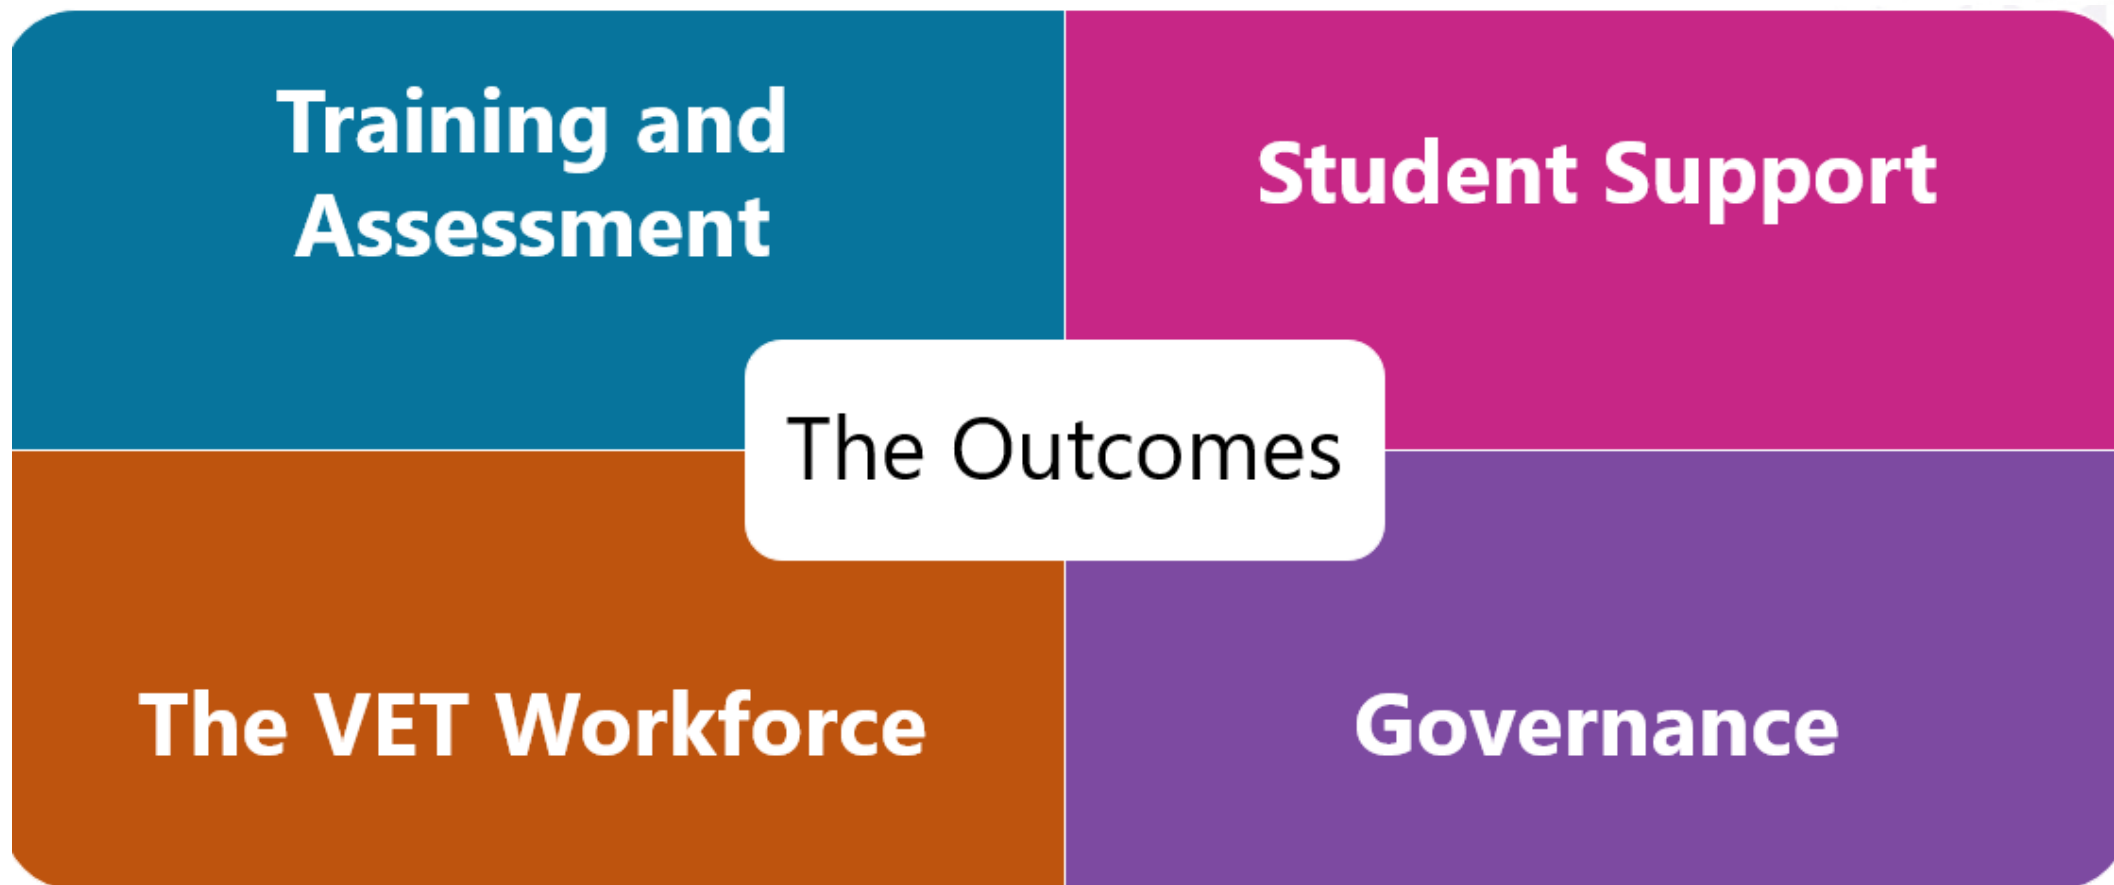 Training and
Assessment
Student Support
The Outcomes
The VET Workforce
Governance